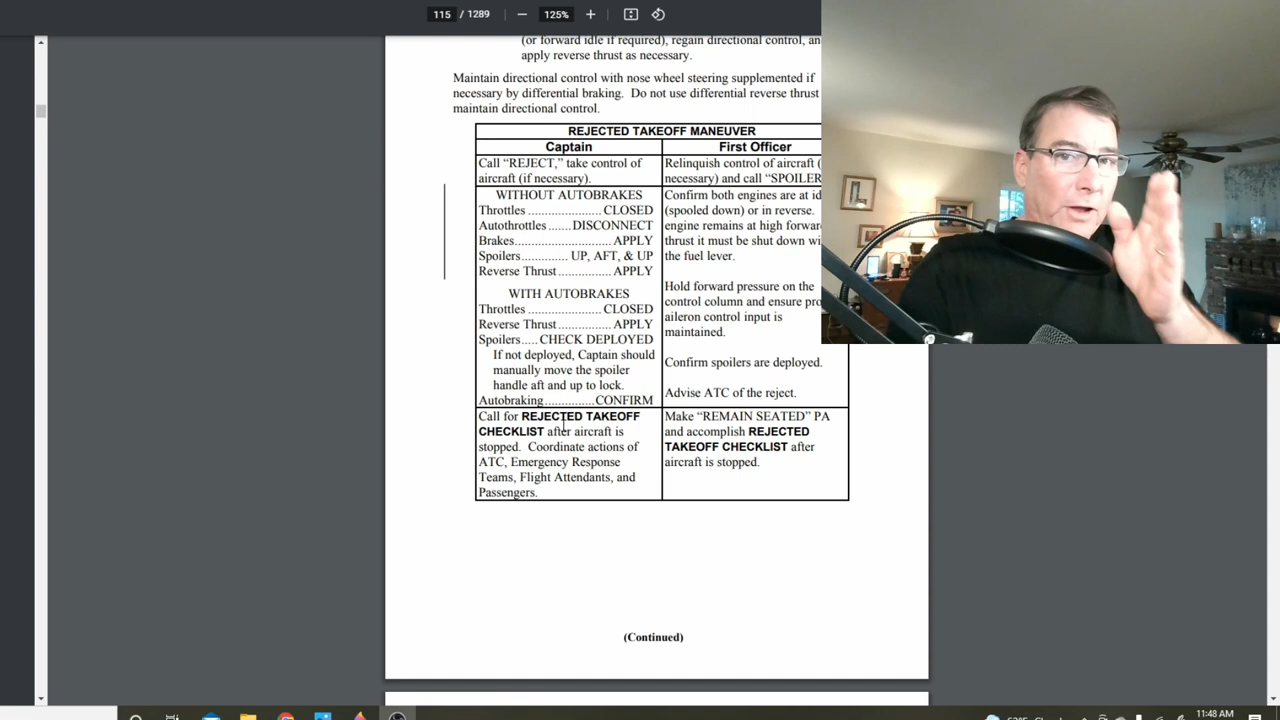 115 / 1289
125%
(or forward idle if required), regain directional control, an
apply reverse thrust as necessary.
Maintain directional control with nose wheel steering supplemented if
necessary by differential braking. Do not use differential reverse thrust
maintain directional control.
REJECTED TAKEOFF MANEUVER
Captain
First Officer
Call “REJECT,” take control of
aircraft (if necessary).
Relinquish control of aircraft (
necessary) and call “SPOILER
WITHOUT AUTOBRAKES
Throttles ...................... CLOSED
Autothrottles ....... DISCONNECT
Brakes............................. APPLY
Spoilers.............. UP, AFT, & UP
Reverse Thrust ................ APPLY
WITH AUTOBRAKES
Throttles ...................... CLOSED
Reverse Thrust ................ APPLY
Spoilers..... CHECK DEPLOYED
If not deployed, Captain should
manually move the spoiler
handle aft and up to lock.
Autobraking............... CONFIRM
Confirm both engines are at id
(spooled down) or in reverse.
engine remains at high forward
thrust it must be shut down wi
the fuel lever.
Hold forward pressure on the
control column and ensure pro
aileron control input is
maintained.
Confirm spoilers are deployed.
Advise ATC of the reject.
Call for REJECTED TAKEOFF
CHECKLIST after aircraft is
stopped. Coordinate actions of
ATC, Emergency Response
Teams, Flight Attendants, and
Passengers.
Make “REMAIN SEATED” PA
and accomplish REJECTED
TAKEOFF CHECKLIST after
aircraft is stopped.
(Continued)
11:48 AM